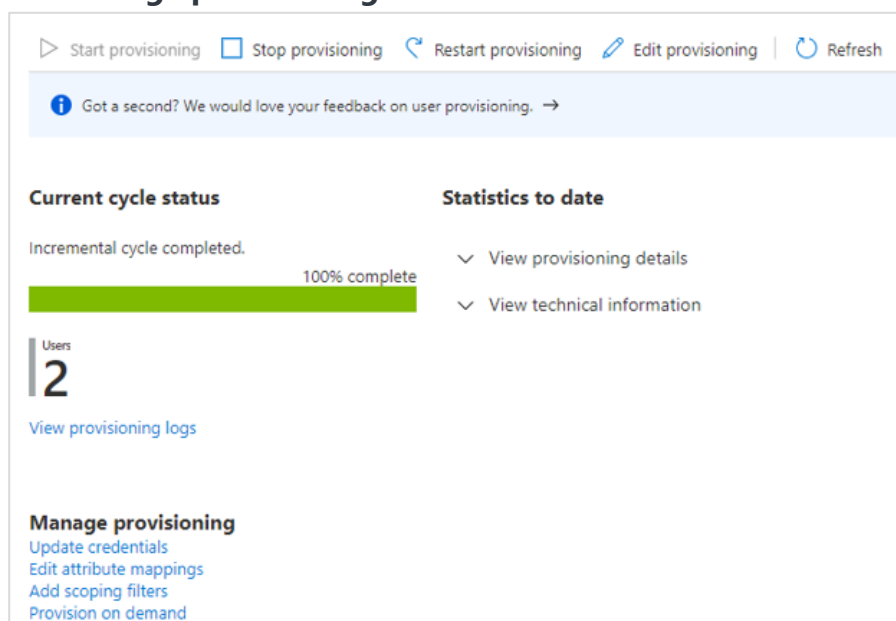 Start provisioning Stop provisioning Restart provisioning Edit provisioning Refresh
Got a second? We would love your feedback on user provisioning. →
Current cycle status
Incremental cycle completed.
100% complete
Users
2
View provisioning logs
Statistics to date
View provisioning details
View technical information
Manage provisioning
Update credentials
Edit attribute mappings
Add scoping filters
Provision on demand